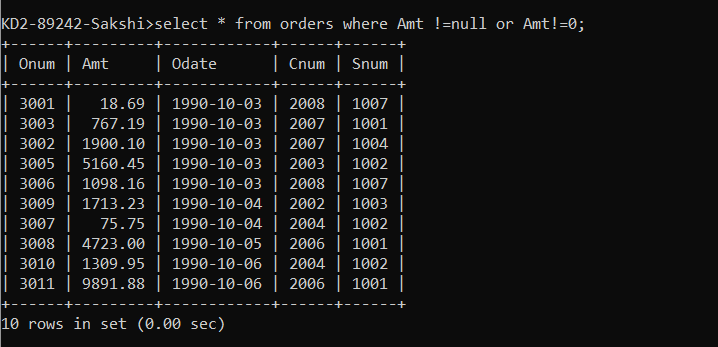 KD2-89242-Sakshi>select * from orders where Amt !=null or Amt!=0;
+------+---------+------------+------+------+
| Onum | Amt     | Odate      | Cnum | Snum |
+------+---------+------------+------+------+
| 3001 |   18.69 | 1990-10-03 | 2008 | 1007 |
| 3003 |  767.19 | 1990-10-03 | 2007 | 1001 |
| 3002 | 1900.10 | 1990-10-03 | 2007 | 1004 |
| 3005 | 5160.45 | 1990-10-03 | 2003 | 1002 |
| 3006 | 1098.16 | 1990-10-03 | 2008 | 1007 |
| 3009 | 1713.23 | 1990-10-04 | 2002 | 1003 |
| 3007 |   75.75 | 1990-10-04 | 2004 | 1002 |
| 3008 | 4723.00 | 1990-10-05 | 2006 | 1001 |
| 3010 | 1309.95 | 1990-10-06 | 2004 | 1002 |
| 3011 | 9891.88 | 1990-10-06 | 2006 | 1001 |
+------+---------+------------+------+------+
10 rows in set (0.00 sec)